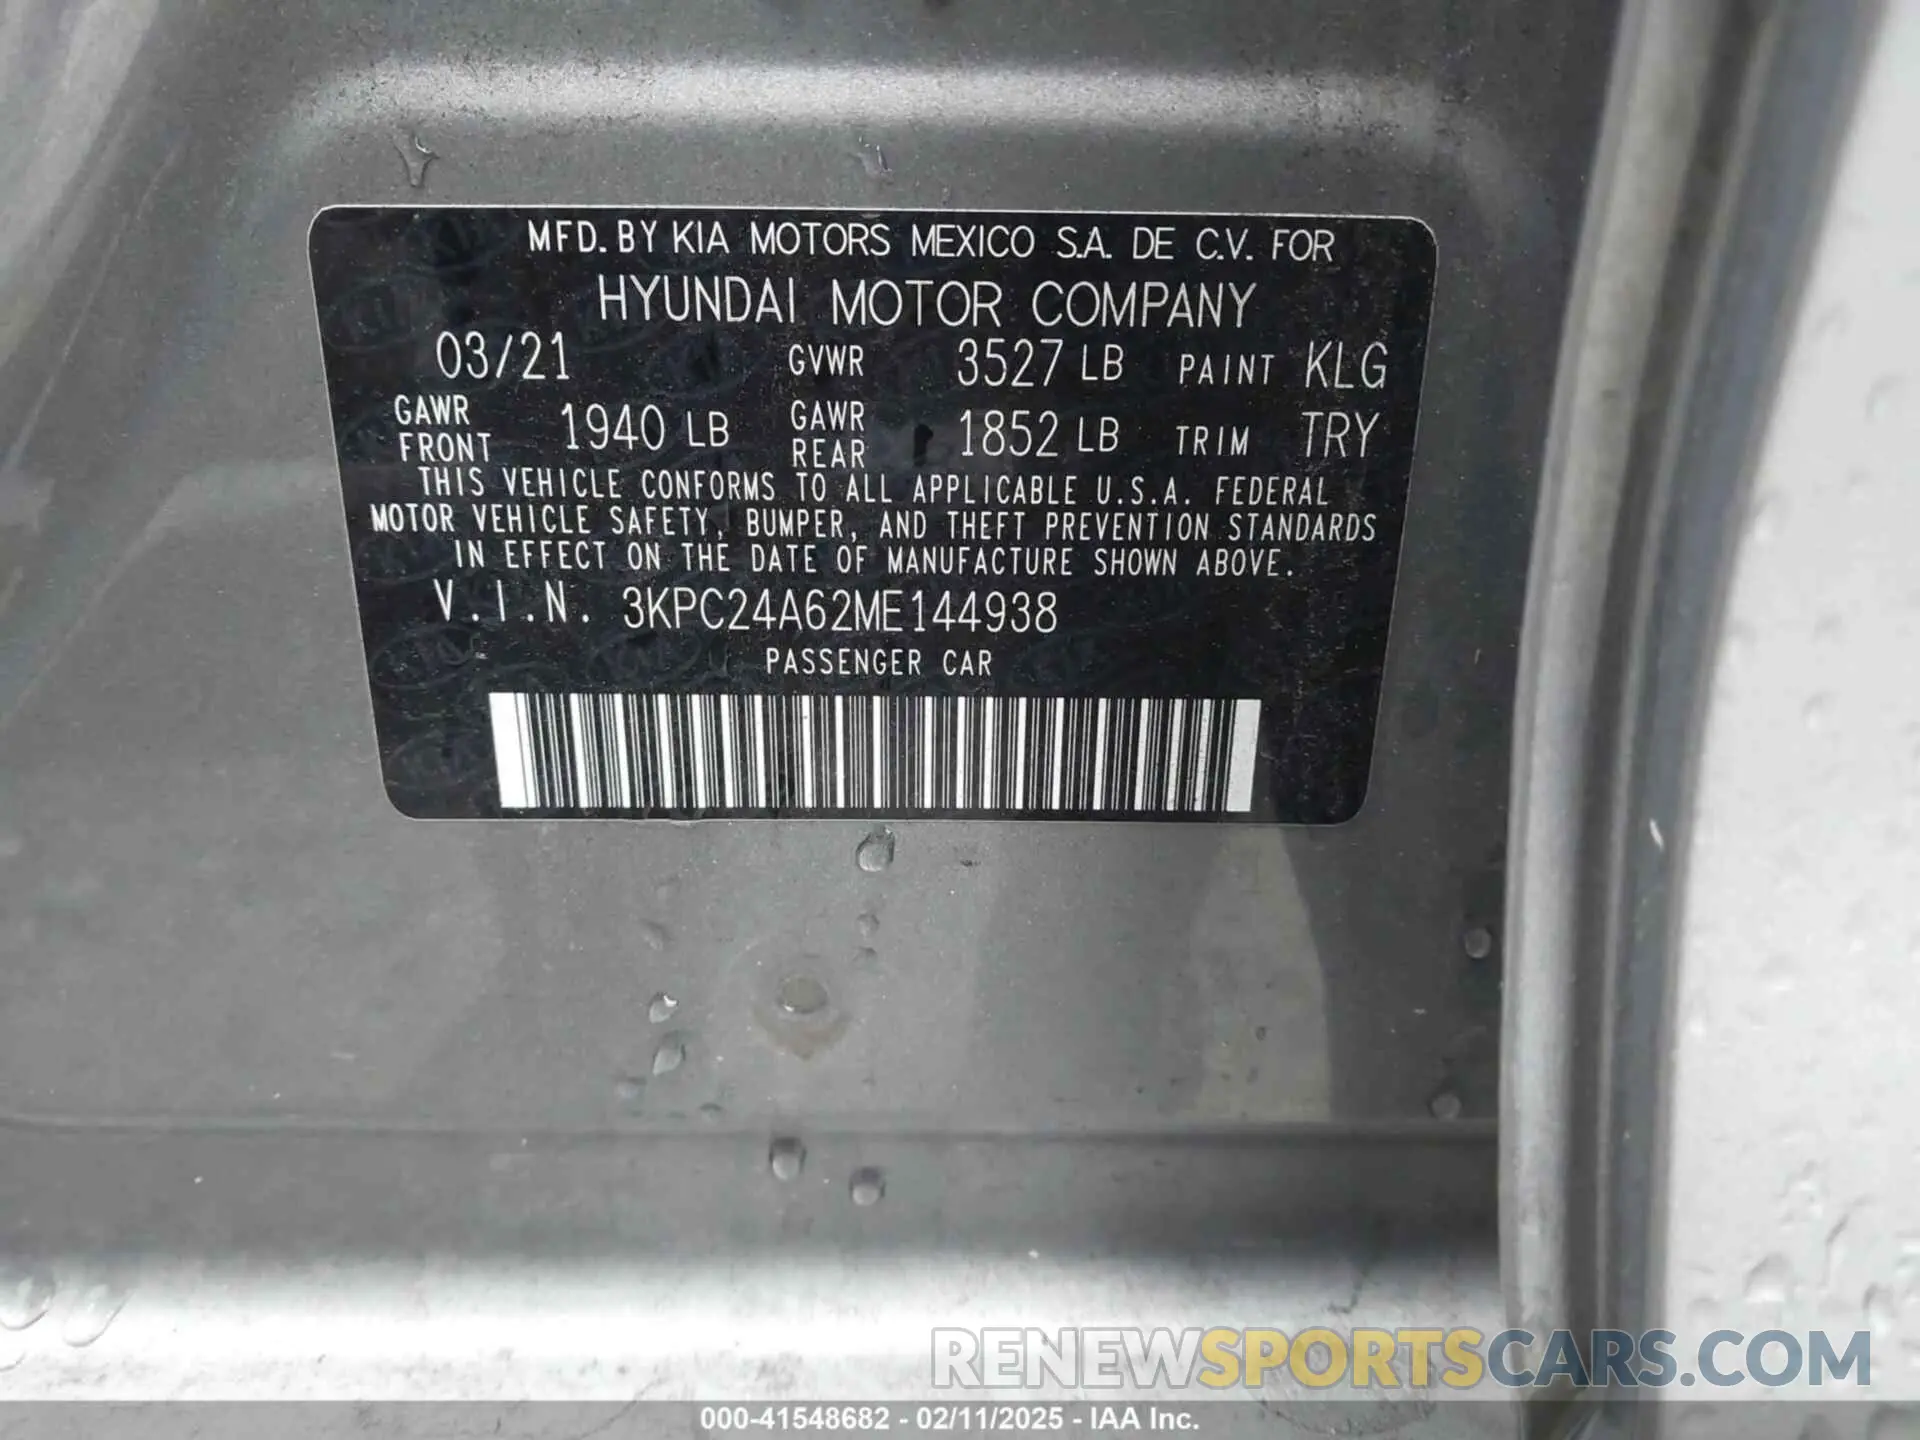 MFD. BY KIA MOTORS MEXICO S.A. DE C.V. FOR
HYUNDAI MOTOR COMPANY
03/21 GVWR 3527 LB PAINT KLG
GAWR FRONT 1940 LB GAWR REAR 1852 LB TRIM TRY
THIS VEHICLE CONFORMS TO ALL APPLICABLE U.S.A. FEDERAL
MOTOR VEHICLE SAFETY, BUMPER, AND THEFT PREVENTION STANDARDS
IN EFFECT ON THE DATE OF MANUFACTURE SHOWN ABOVE.
V.I.N. 3KPC24A62ME144938
PASSENGER CAR
RENEWSPORTSCARS.COM
000-41548682 - 02/11/2025 - IAA Inc.